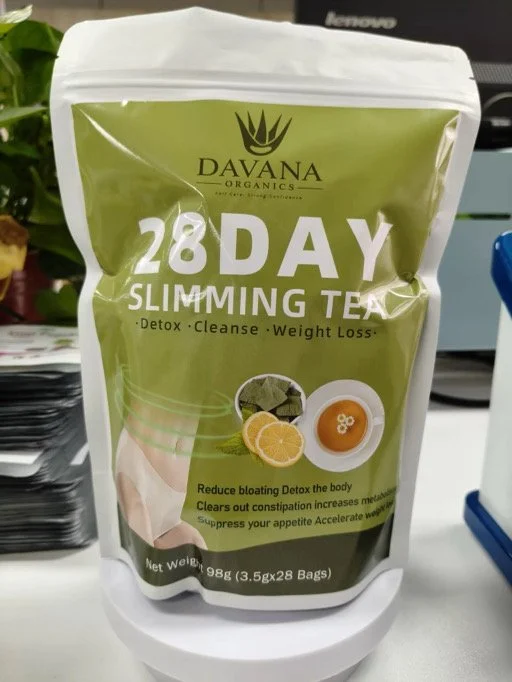 lenovo
DAVANA
ORGANICS
28DAY
SLIMMING TEA
·Detox ·Cleanse ·Weight Loss·
Reduce bloating Detox the body
Clears out constipation increases
Suppress your appetite Accelerate weight
Net Weight 98g (3.5gx28 Bags)